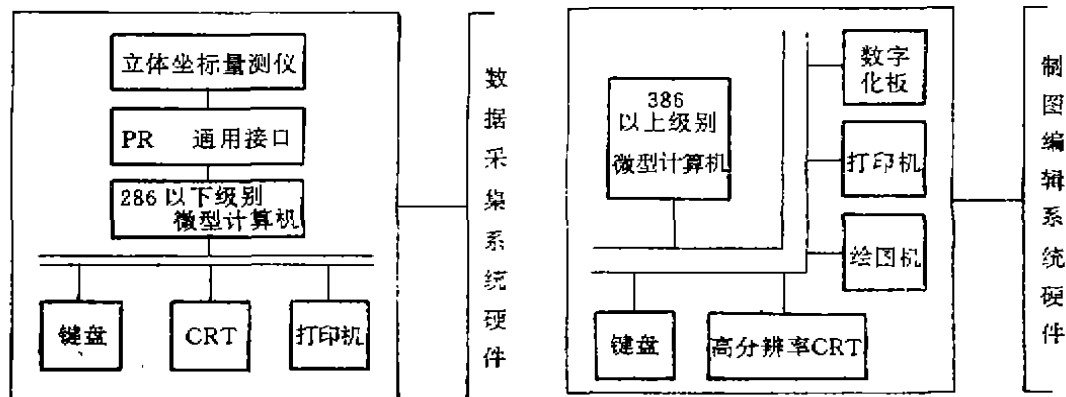 立体坐标量测仪
PR 通用接口
286以下级别
微型计算机
键盘
CRT
打印机
数据采集系统硬件
386
以上级别
微型计算机
数字
化板
打印机
绘图机
键盘
高分辨率CRT
制图编辑系统硬件